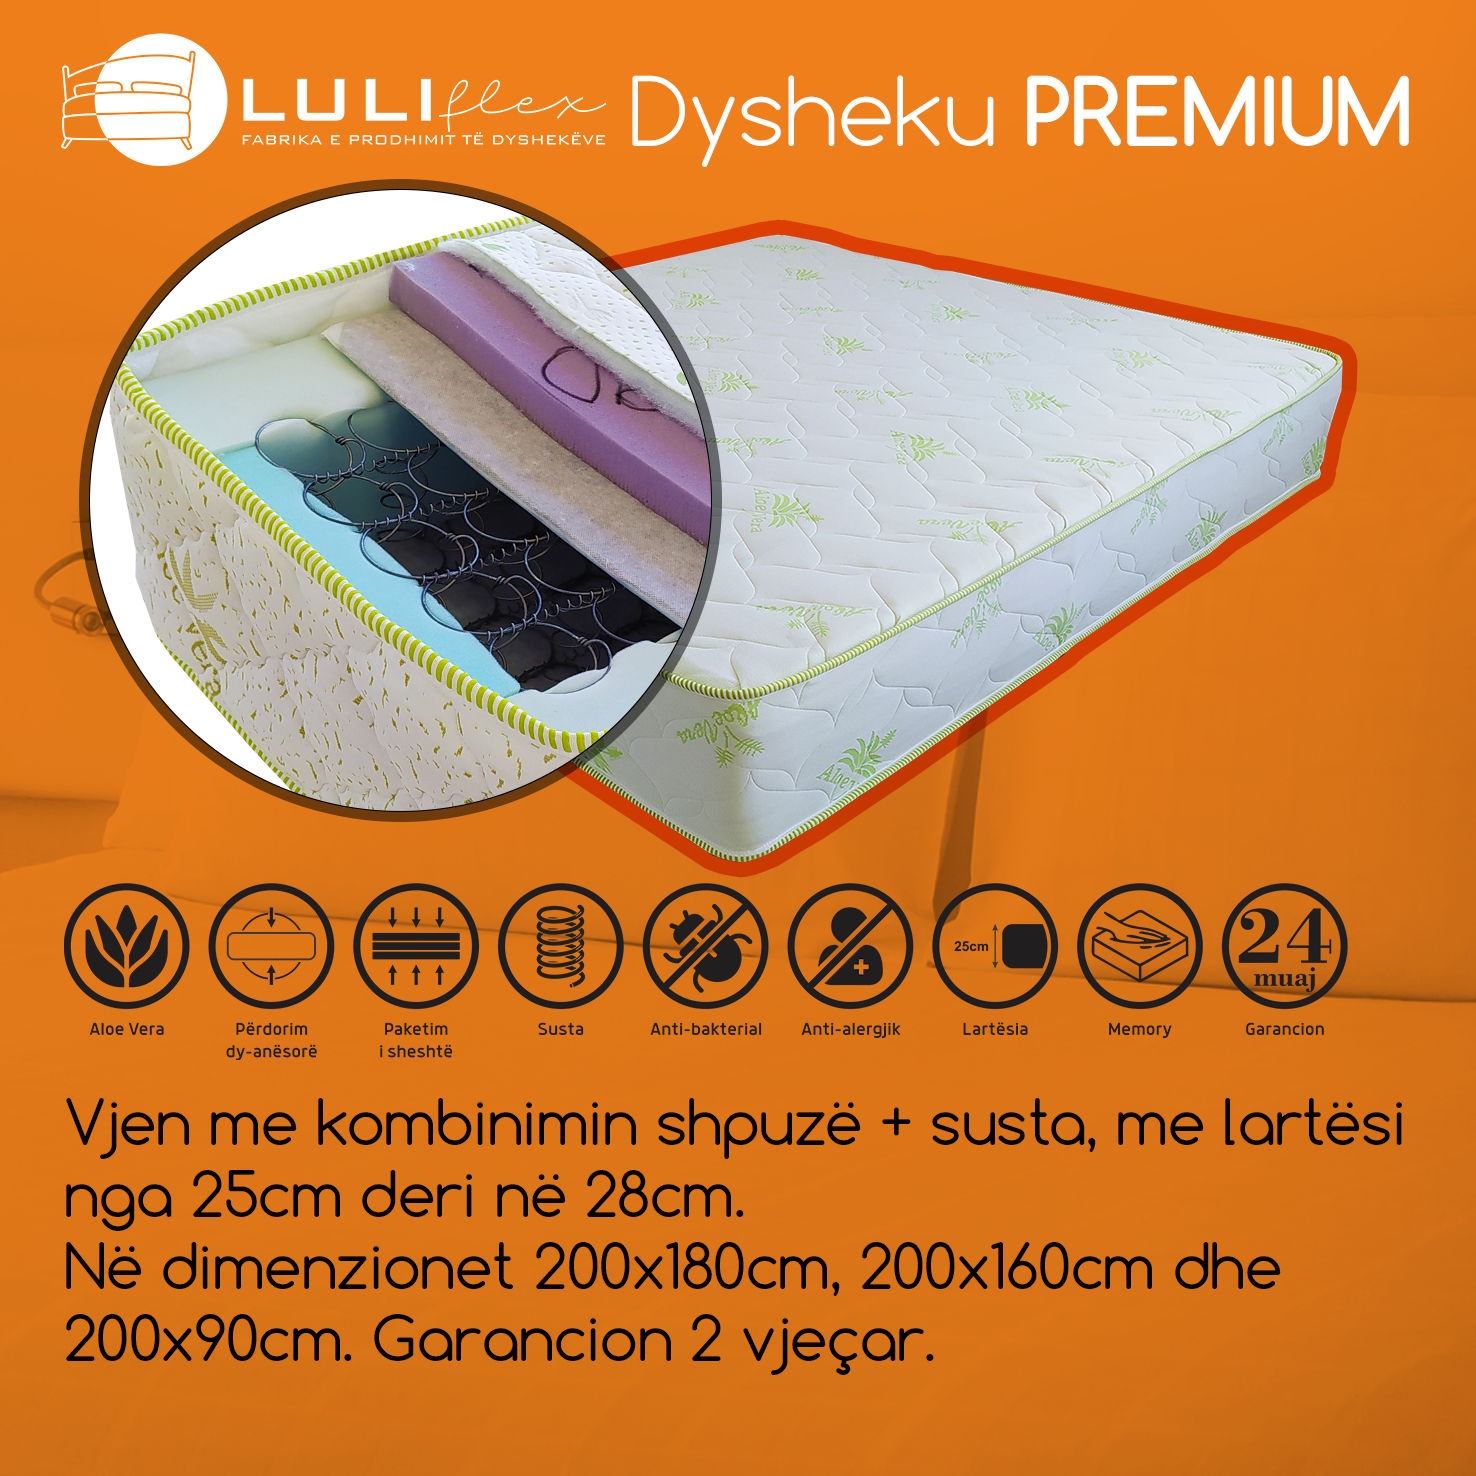 LULIflex
FABRIKA E PRODHIMIT TË DYSHEKËVE
Dysheku PREMIUM
Aloe Vera
Përdorim
dy-anësorë
Paketim
i sheshtë
Susta
Anti-bakterial
Anti-alergjik
25cm
Lartësia
Memory
24
muaj
Garancion
Vjen me kombinimin shpuzë + susta, me lartësi
nga 25cm deri në 28cm.
Në dimenzionet 200x180cm, 200x160cm dhe
200x90cm. Garancion 2 vjeçar.